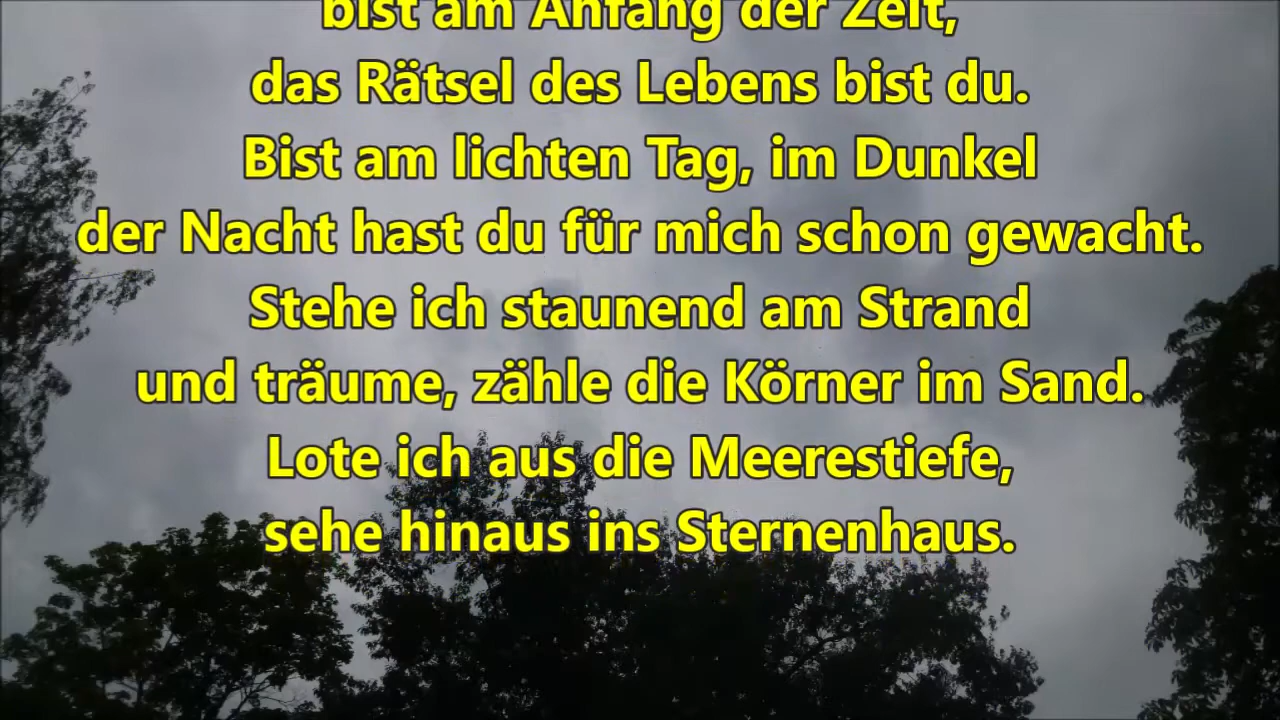 bist am Anfang der Zeit,
das Rätsel des Lebens bist du.
Bist am lichten Tag, im Dunkel
der Nacht hast du für mich schon gewacht.
Stehe ich staunend am Strand
und träume, zähle die Körner im Sand.
Lote ich aus die Meerestiefe,
sehe hinaus ins Sternenhaus.